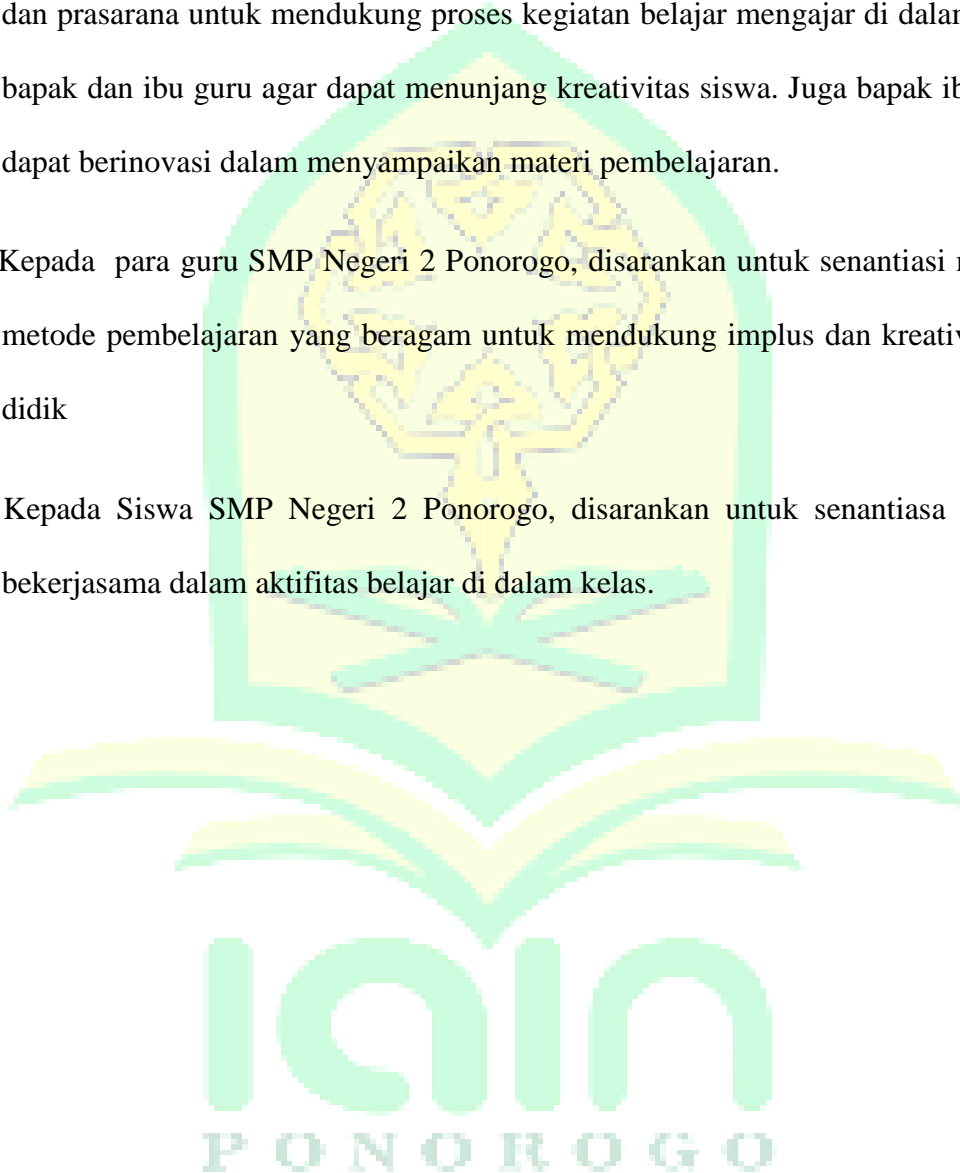 dan prasarana untuk mendukung proses kegiatan belajar mengajar di dalam
bapak dan ibu guru agar dapat menunjang kreativitas siswa. Juga bapak
dapat berinovasi dalam menyampaikan materi pembelajaran.
Kepada para guru SMP Negeri 2 Ponorogo, disarankan untuk senantiasi
metode pembelajaran yang beragam untuk mendukung implus dan
didik
Kepada Siswa SMP Negeri 2 Ponorogo, disarankan untuk senantiasa
bekerjasama dalam aktifitas belajar di dalam kelas.
iain
PONOROGO